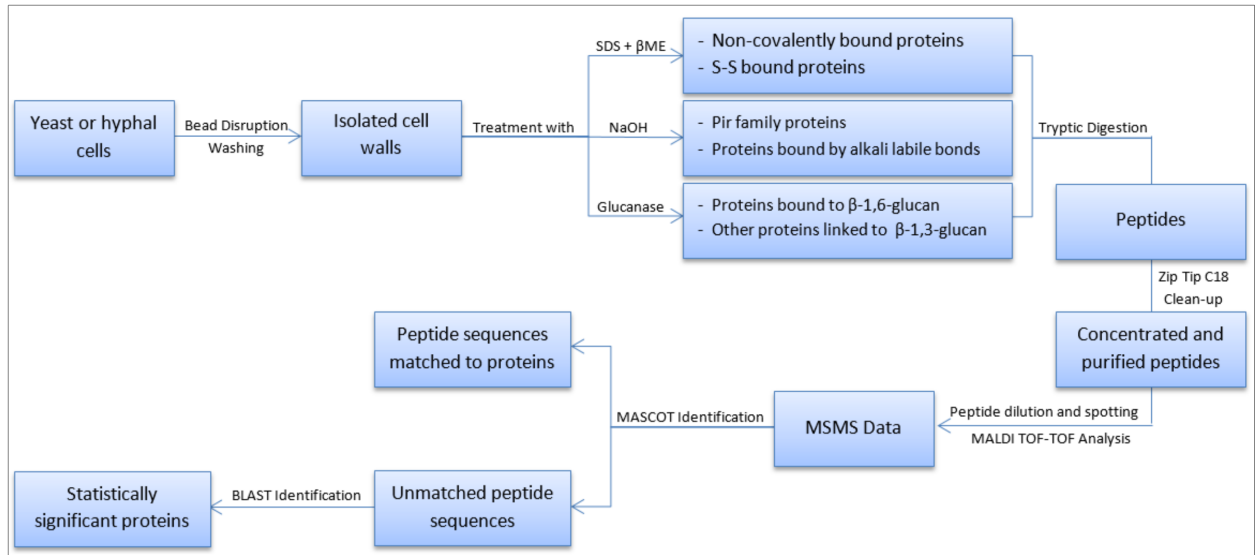 Yeast or hyphal
cells
Bead Disruption
Washing
Isolated cell
walls
Treatment with
SDS + βME
- Non-covalently bound proteins
- S-S bound proteins
NaOH
- Pir family proteins
- Proteins bound by alkali labile bonds
Glucanase
- Proteins bound to β-1,6-glucan
- Other proteins linked to β-1,3-glucan
Tryptic Digestion
Peptides
Zip Tip C18
Clean-up
Concentrated and
purified peptides
Peptide dilution and spotting
MALDI TOF-TOF Analysis
MSMS Data
MASCOT Identification
Peptide sequences
matched to proteins
Unmatched peptide
sequences
BLAST Identification
Statistically
significant proteins